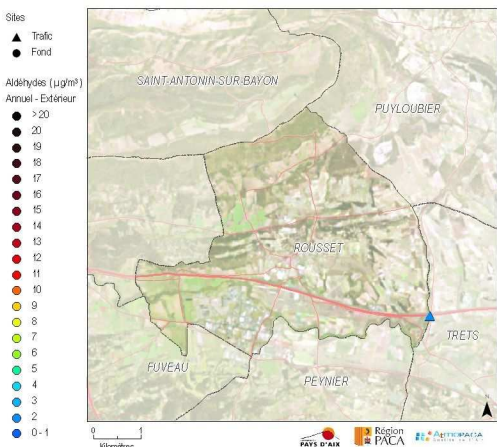 Sites
Trafic
Fond
Aldéhydes (µg/m³)
Annuel - Extérieur
> 20
20
19
18
17
16
15
14
13
12
11
10
9
8
7
6
5
4
3
2
0 - 1
SAINT-ANTONIN-SUR-BAYON
PUYLOUBIER
ROUSSET
TRETS
FUVEAU
PEYNIER
0 1
Kilomètres
PAYS D'AIX
Région
PACA
ATMOPACA